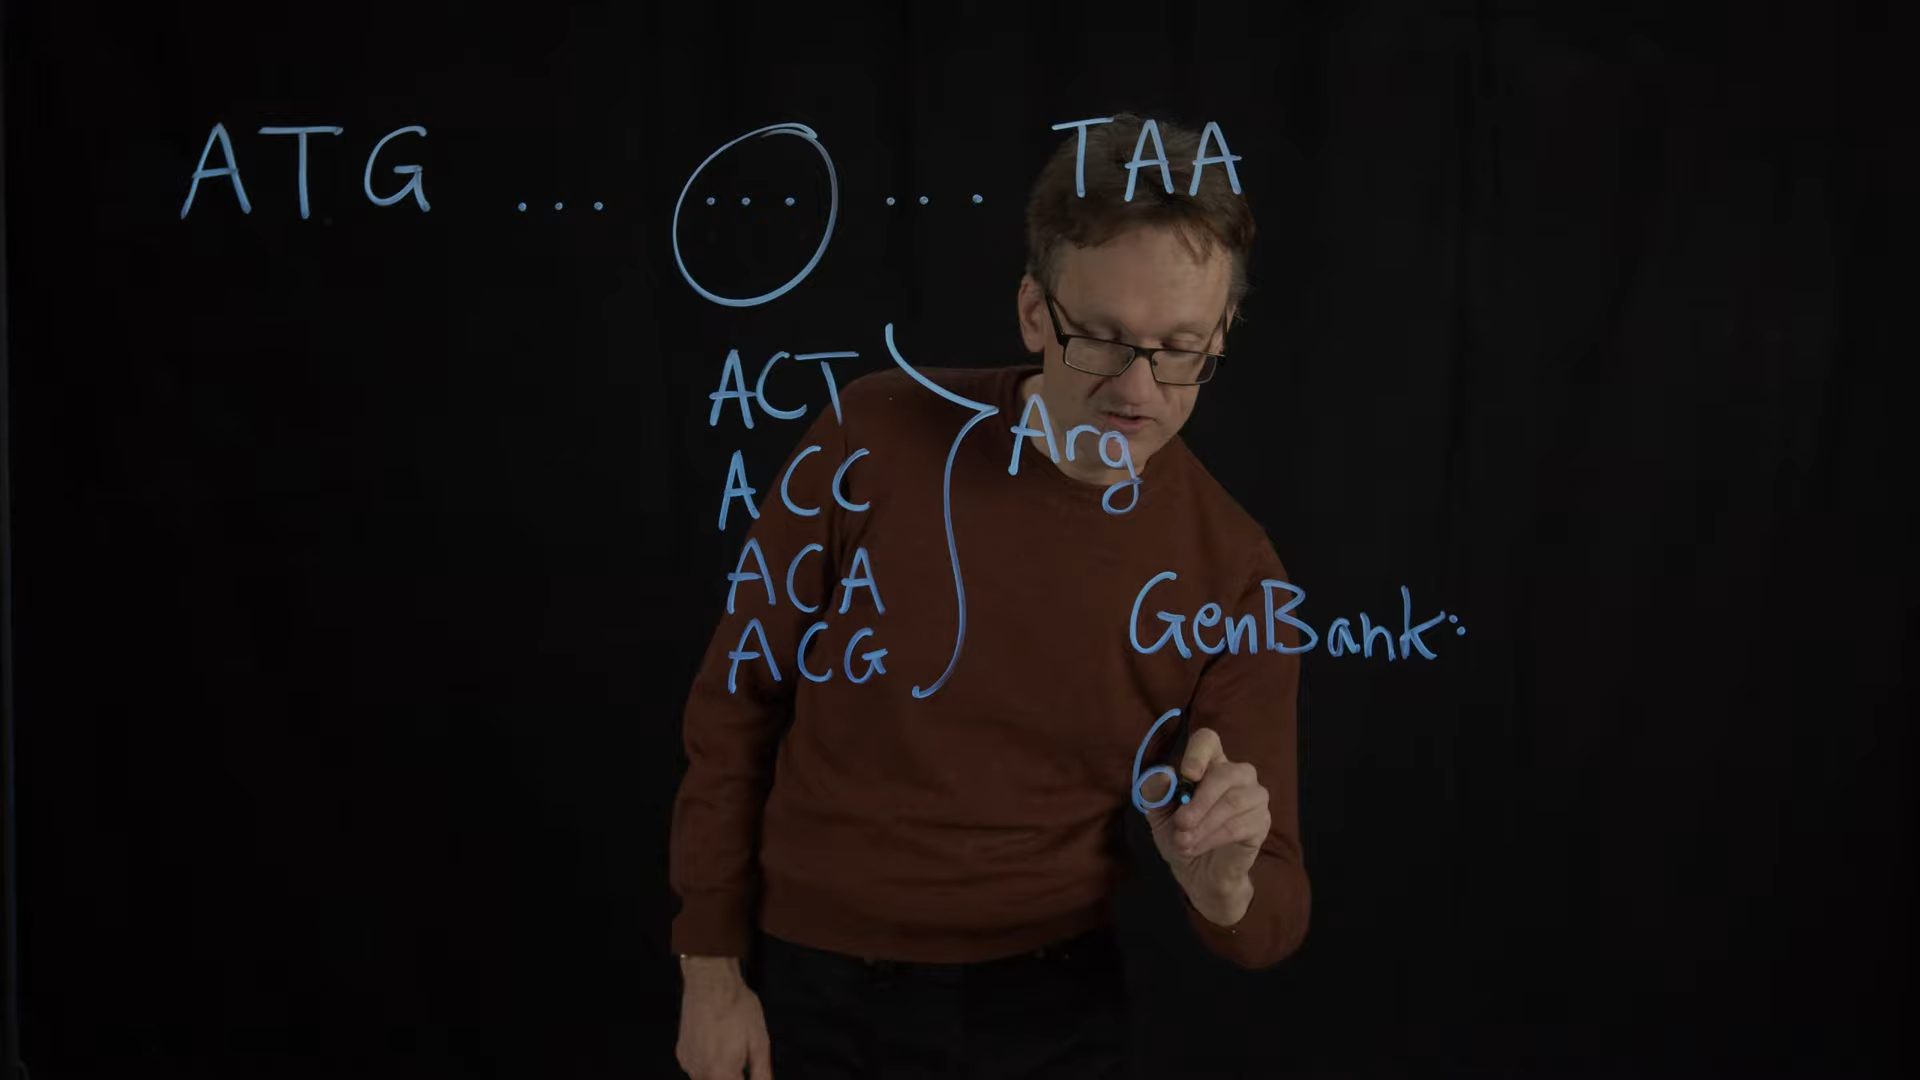 ATG ... ... ... TAA
ACT
ACC
ACA
ACG
Arg
GenBank:
6